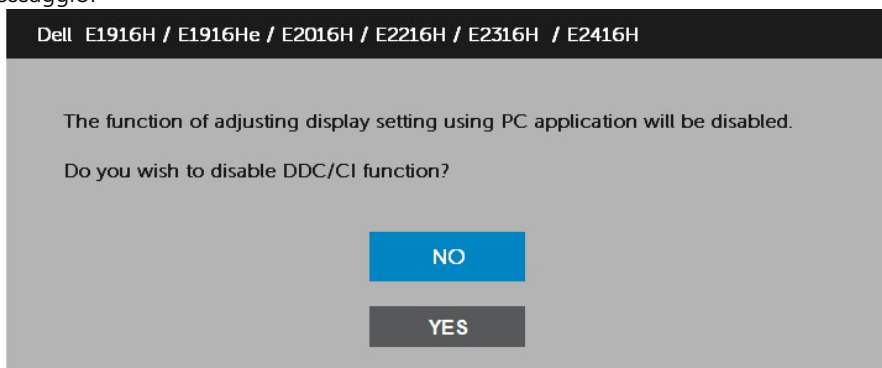 Dell E1916H / E1916He / E2016H / E2216H / E2316H / E2416H
The function of adjusting display setting using PC application will be disabled.
Do you wish to disable DDC/CI function?
NO
YES